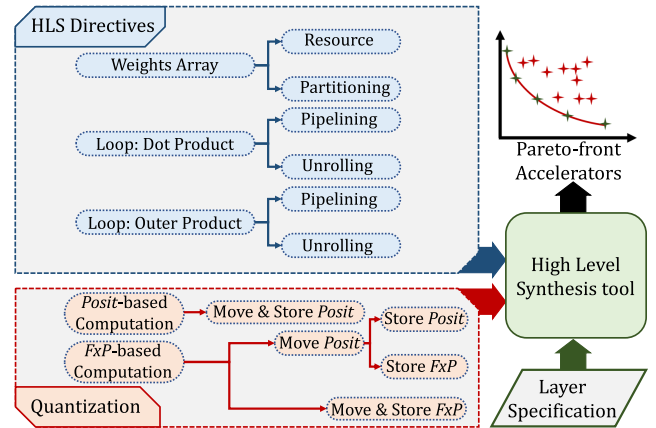 HLS Directives
Weights Array
Resource
Partitioning
Loop: Dot Product
Pipelining
Unrolling
Loop: Outer Product
Pipelining
Unrolling
Pareto-front
Accelerators
High Level
Synthesis tool
Posit-based
Computation
Move & Store Posit
FxP-based
Computation
Move Posit
Store Posit
Store FxP
Move & Store FxP
Quantization
Layer
Specification